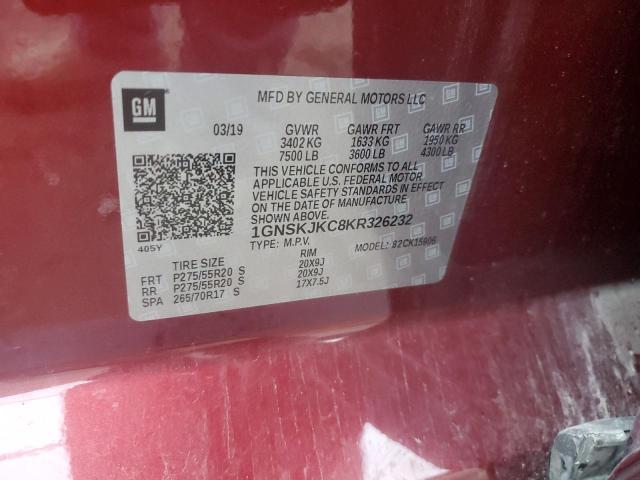 GM
MFD BY GENERAL MOTORS LLC
03/19 GVWR GAWR FRT GAWR RR
3402 KG 1633 KG 1950 KG
7500 LB 3600 LB 4300 LB
THIS VEHICLE CONFORMS TO ALL
APPLICABLE U.S. FEDERAL MOTOR
VEHICLE SAFETY STANDARDS IN EFFECT
ON THE DATE OF MANUFACTURE
SHOWN ABOVE.
1GNSKJKC8KR326232
TYPE: M.P.V. MODEL: 82CK15906
405Y
TIRE SIZE RIM
FRT P275/55R20 S 20X9J
RR P275/55R20 S 20X9J
SPA 265/70R17 S 17X7.5J